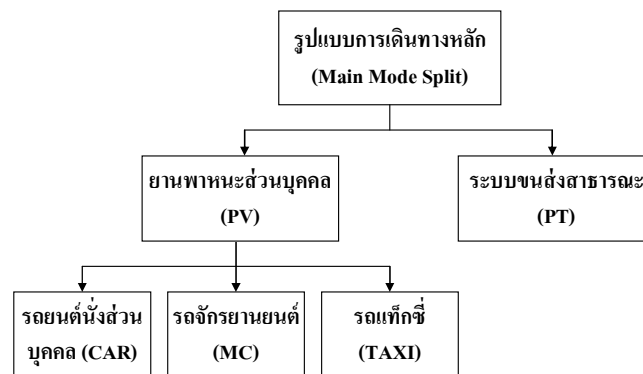 รูปแบบการเดินทางหลัก
(Main Mode Split)
ยานพาหนะส่วนบุคคล
(PV)
ระบบขนส่งสาธารณะ
(PT)
รถยนต์นั่งส่วน
บุคคล (CAR)
รถจักรยานยนต์
(MC)
รถแท็กซี่
(TAXI)